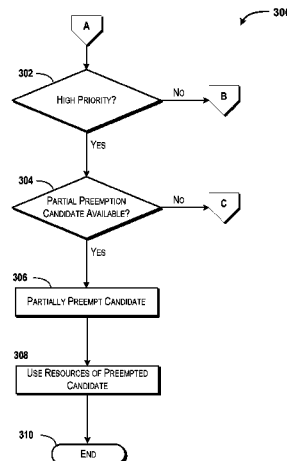 300
A
302
HIGH PRIORITY?
NO
B
YES
304
PARTIAL PREEMPTION
CANDIDATE AVAILABLE?
NO
C
YES
306
PARTIALLY PREEMPT CANDIDATE
308
USE RESOURCES OF PREEMPTED
CANDIDATE
310
END